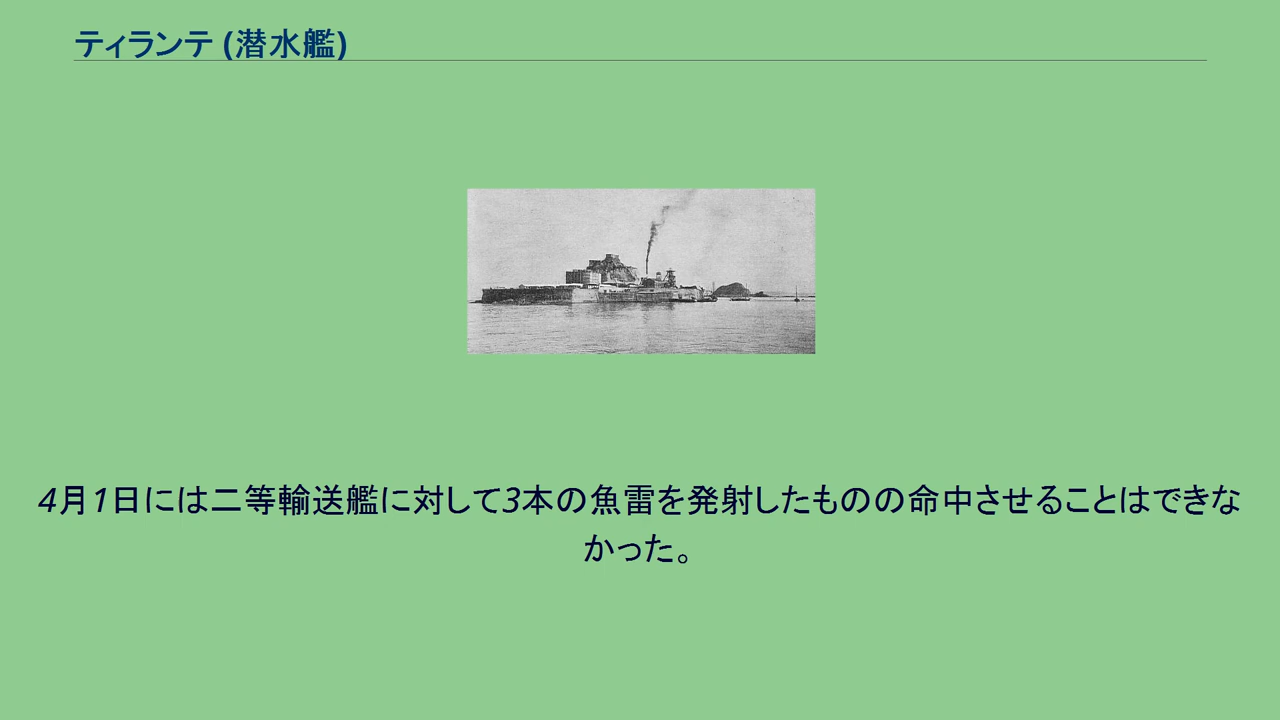 ティランテ (潜水艦)
4月1日には二等輸送艦に対して3本の魚雷を発射したものの命中させることはできな
かった。